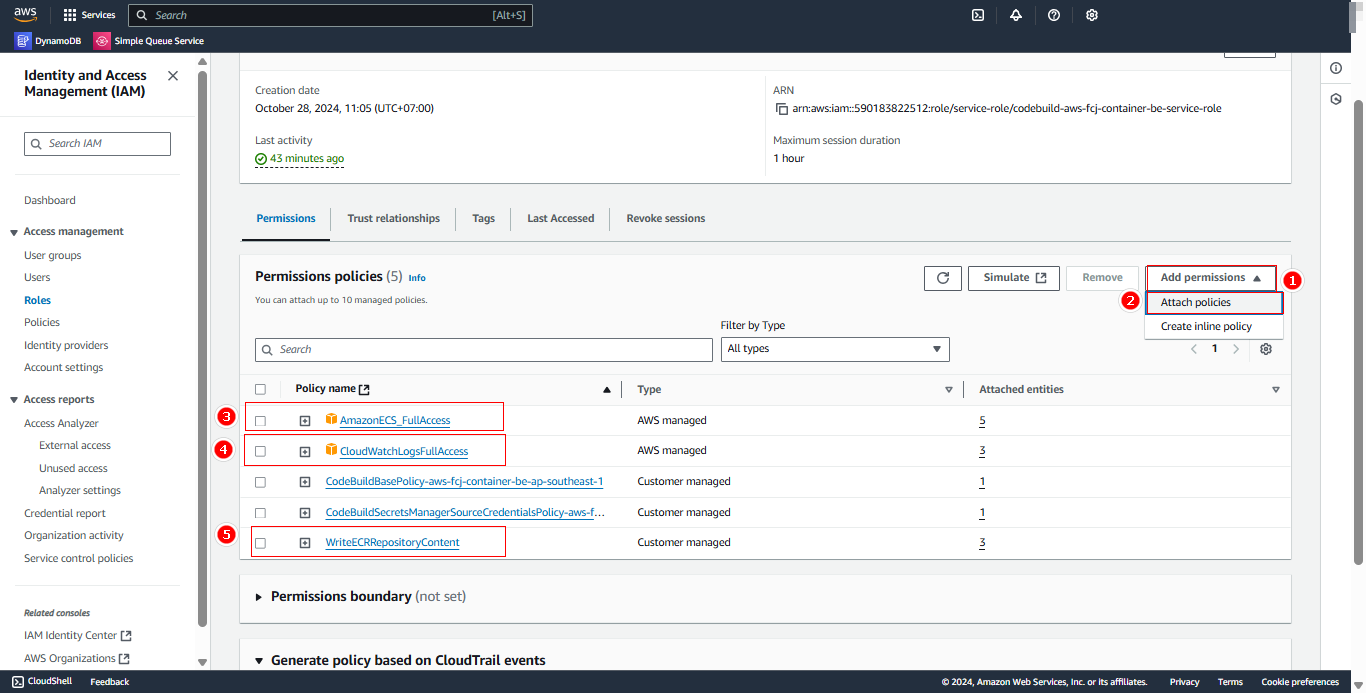 aws
Services
Search
[Alt+S]
DynamoDB
Simple Queue Service
Identity and Access
Management (IAM)
Search IAM
Dashboard
Access management
User groups
Users
Roles
Policies
Identity providers
Account settings
Access reports
Access Analyzer
External access
Unused access
Analyzer settings
Credential report
Organization activity
Service control policies
Related consoles
IAM Identity Center
AWS Organizations
Creation date
October 28, 2024, 11:05 (UTC+07:00)
Last activity
43 minutes ago
ARN
arn:aws:iam::590183822512:role/service-role/codebuild-aws-fcj-container-be-service-role
Maximum session duration
1 hour
Permissions
Trust relationships
Tags
Last Accessed
Revoke sessions
Permissions policies (5) Info
You can attach up to 10 managed policies.
Simulate
Remove
Add permissions
1
2
Attach policies
Create inline policy
Filter by Type
Search
All types
1
Policy name
Type
Attached entities
3
AmazonECS_FullAccess
AWS managed
5
4
CloudWatchLogsFullAccess
AWS managed
3
CodeBuildBasePolicy-aws-fcj-container-be-ap-southeast-1
Customer managed
1
CodeBuildSecretsManagerSourceCredentialsPolicy-aws-f...
Customer managed
1
5
WriteECRRepositoryContent
Customer managed
3
Permissions boundary (not set)
Generate policy based on CloudTrail events
CloudShell
Feedback
© 2024, Amazon Web Services, Inc. or its affiliates.
Privacy
Terms
Cookie preferences